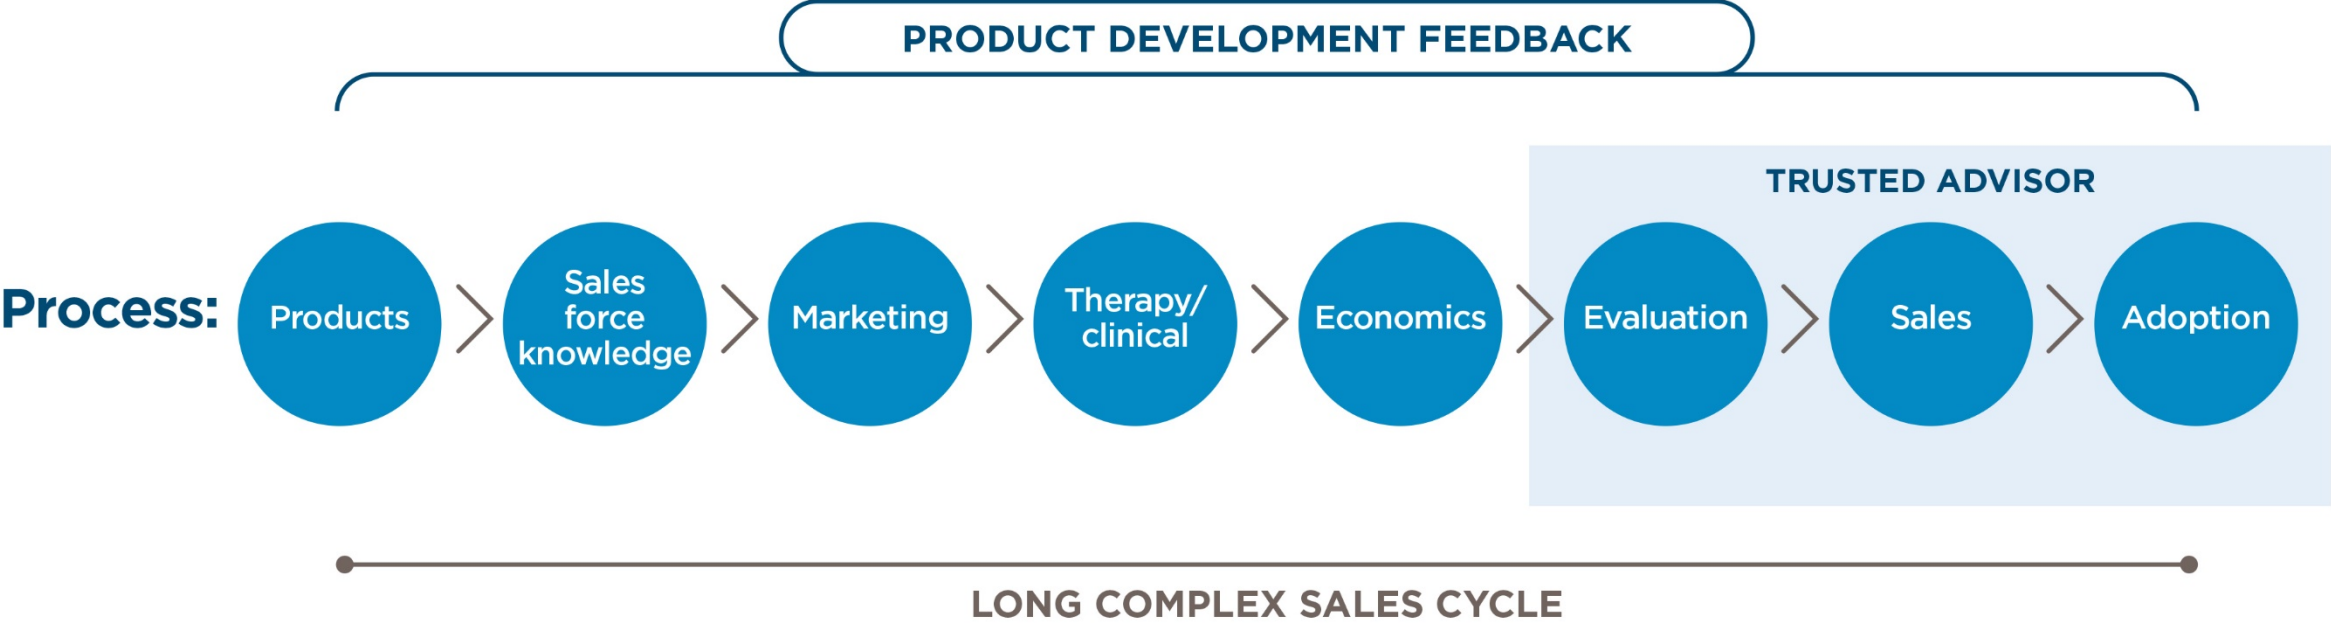 PRODUCT DEVELOPMENT FEEDBACK
TRUSTED ADVISOR
Process:
Products
Sales
force
knowledge
Marketing
Therapy/
clinical
Economics
Evaluation
Sales
Adoption
LONG COMPLEX SALES CYCLE